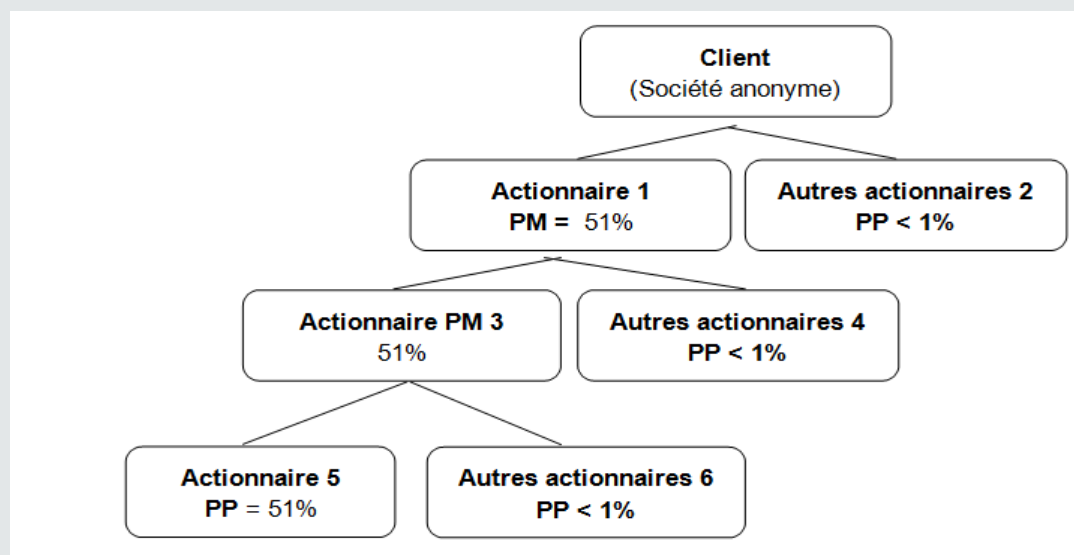 Client
(Société anonyme)
Actionnaire 1
PM = 51%
Autres actionnaires 2
PP < 1%
Actionnaire PM 3
51%
Autres actionnaires 4
PP < 1%
Actionnaire 5
PP = 51%
Autres actionnaires 6
PP < 1%